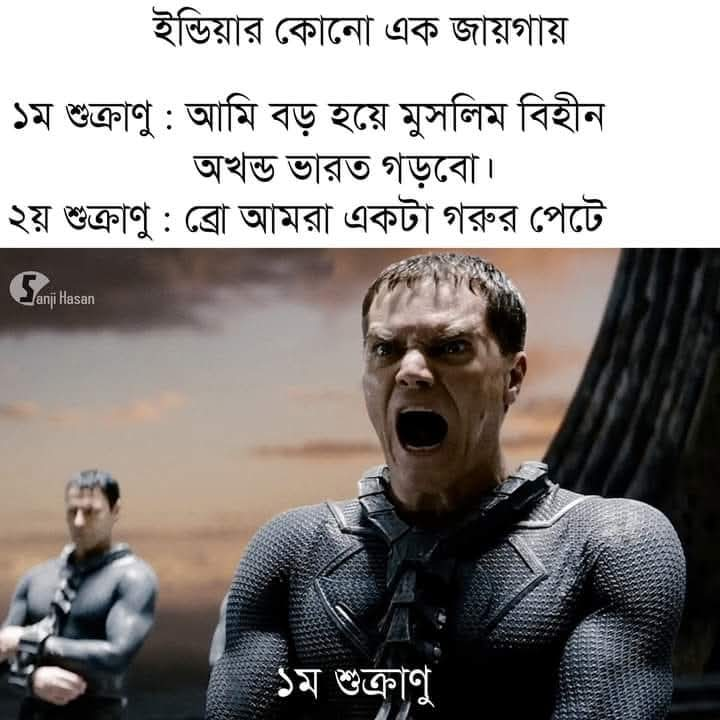 ইন্ডিয়ার কোনো এক জায়গায়
১ম শুক্রাণু : আমি বড় হয়ে মুসলিম বিহীন
অখন্ড ভারত গড়বো।
২য় শুক্রাণু : ব্রো আমরা একটা গরুর পেটে
Sanji Hasan
১ম শুক্রাণু